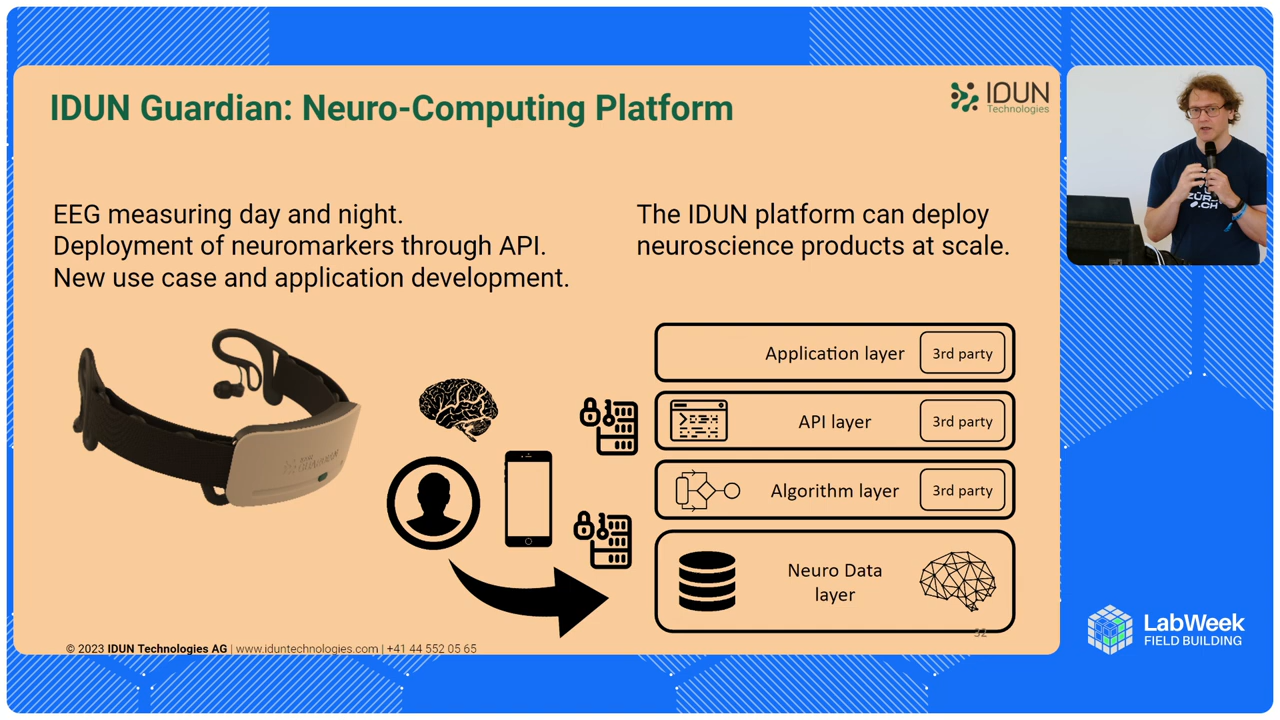 IDUN Guardian: Neuro-Computing Platform
IDUN
Technologies
EEG measuring day and night.
Deployment of neuromarkers through API.
New use case and application development.
The IDUN platform can deploy
neuroscience products at scale.
Application layer
3rd party
API layer
3rd party
Algorithm layer
3rd party
Neuro Data
layer
32
© 2023 IDUN Technologies AG | www.iduntechnologies.com | +41 44 552 05 65
LabWeek
FIELD BUILDING